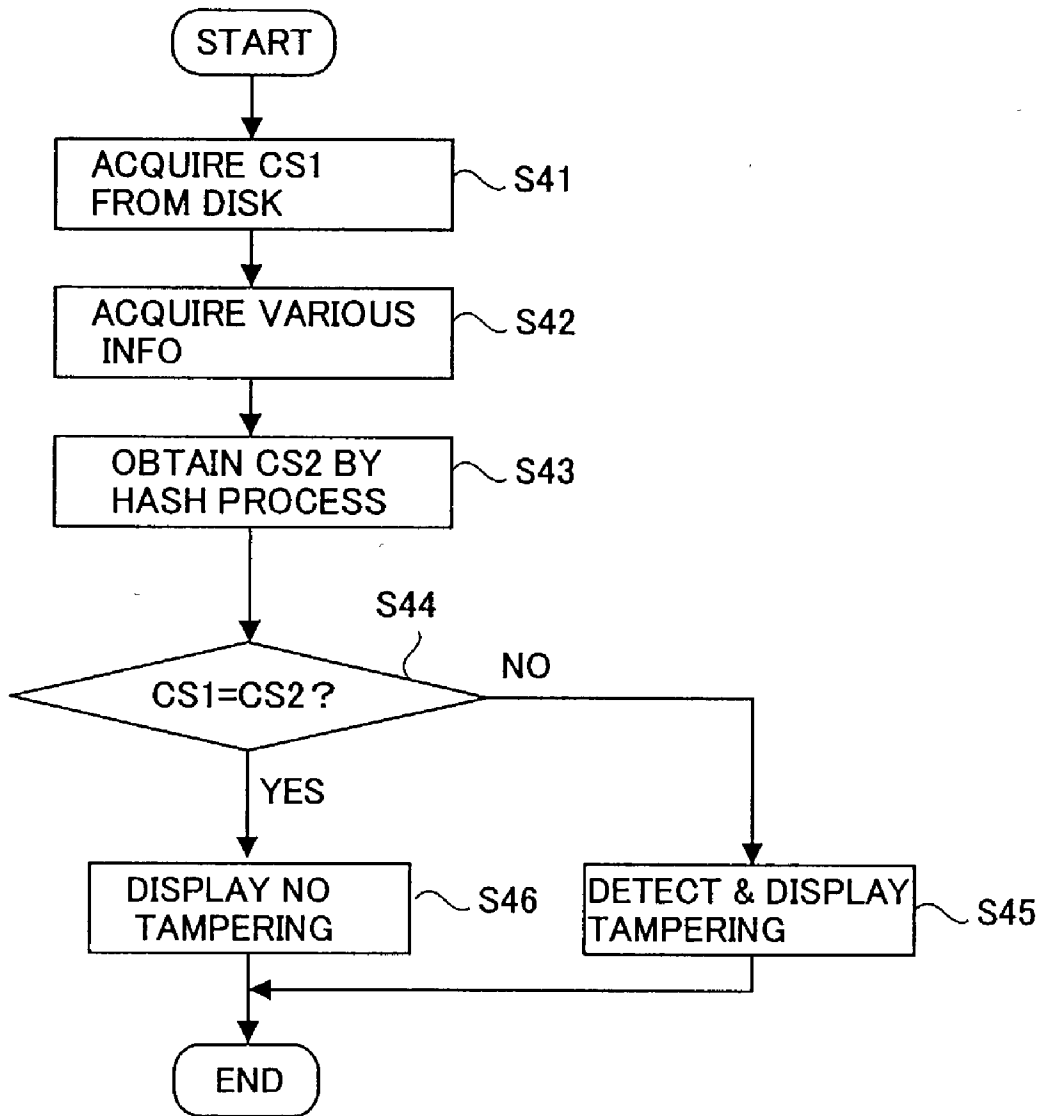 START
ACQUIRE CS1
FROM DISK
S41
ACQUIRE VARIOUS
INFO
S42
OBTAIN CS2 BY
HASH PROCESS
S43
S44
CS1=CS2?
NO
YES
DISPLAY NO
TAMPERING
S46
DETECT & DISPLAY
TAMPERING
S45
END